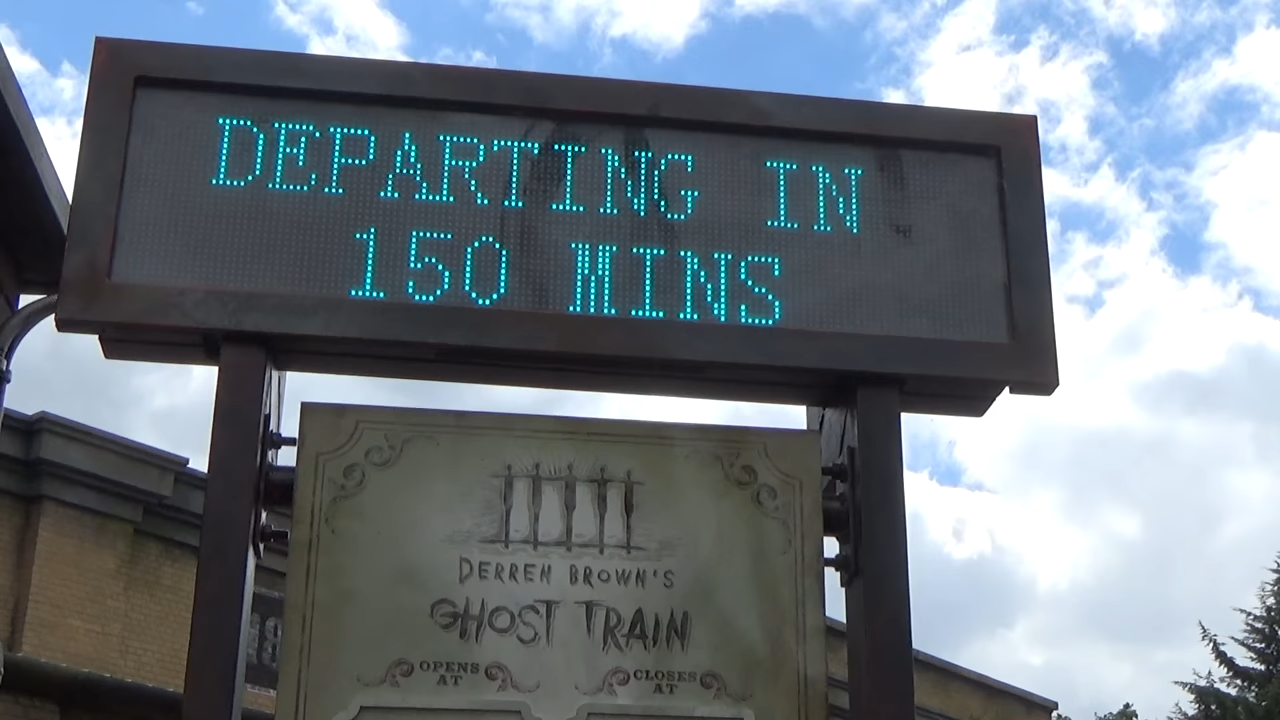 DEPARTING IN
150 MINS
DERREN BROWN'S
GHOST TRAIN
OPENS AT
CLOSES AT